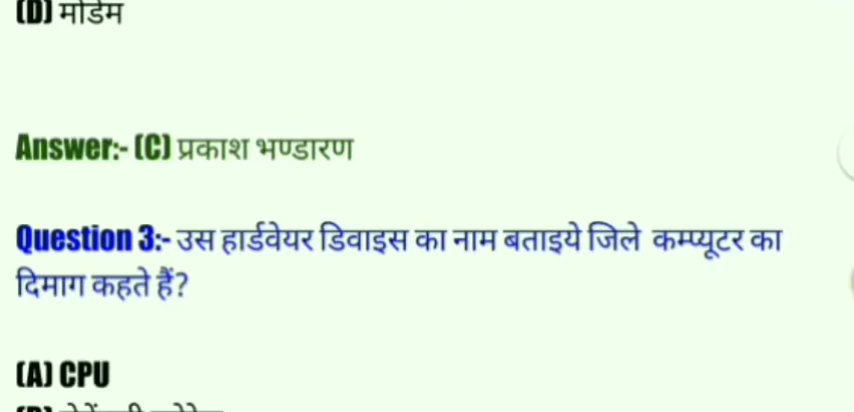 (D) मोडेम
Answer:- (C) प्रकाश भण्डारण
Question 3:- उस हार्डवेयर डिवाइस का नाम बताइये जिले कम्प्यूटर का
दिमाग कहते हैं?
(A) CPU